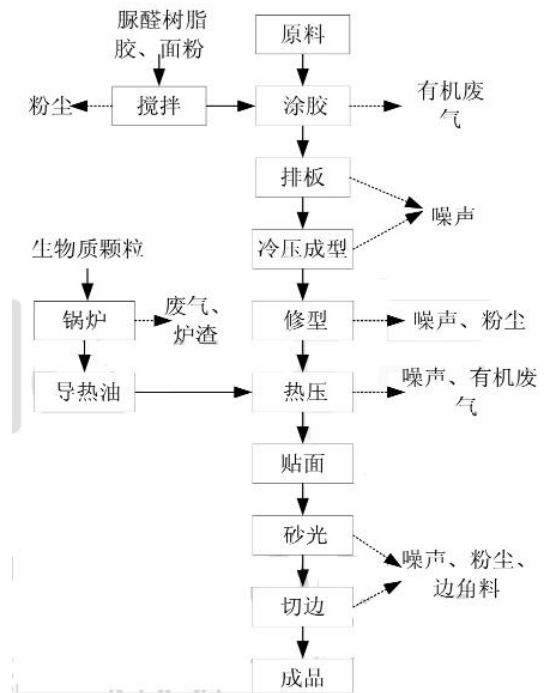 脲醛树脂
胶、面粉
原料
粉尘
搅拌
涂胶
有机废
气
排板
噪声
冷压成型
生物质颗粒
锅炉
废气、
炉渣
修型
噪声、粉尘
导热油
热压
噪声、有机废
气
贴面
砂光
噪声、粉尘、
边角料
切边
成品